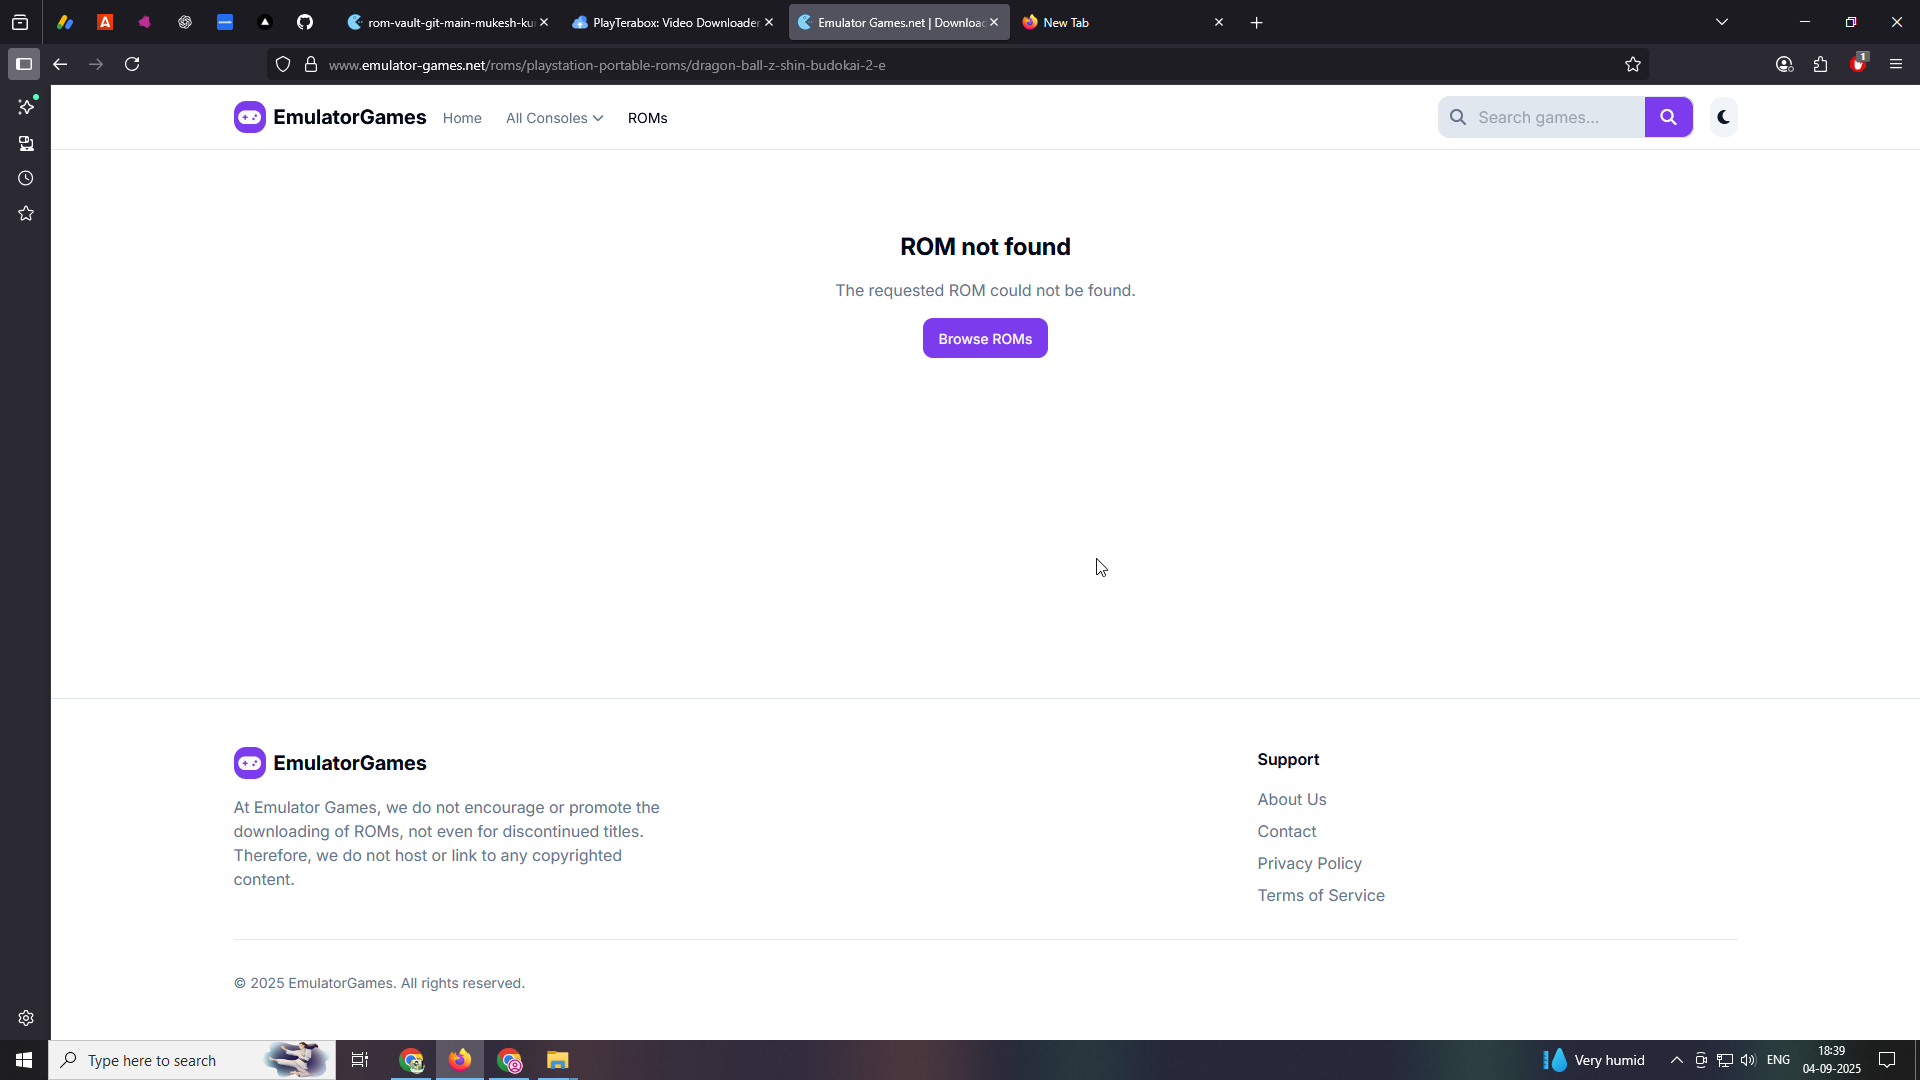 rom-vault-git-main-mukesh-ku
PlayTerabox: Video Downloader
Emulator Games.net | Downloa
New Tab
www.emulator-games.net/roms/playstation-portable-roms/dragon-ball-z-shin-budokai-2-e
1
EmulatorGames
Home
All Consoles
ROMs
Search games...
ROM not found
The requested ROM could not be found.
Browse ROMs
EmulatorGames
At Emulator Games, we do not encourage or promote the
downloading of ROMs, not even for discontinued titles.
Therefore, we do not host or link to any copyrighted
content.
Support
About Us
Contact
Privacy Policy
Terms of Service
© 2025 EmulatorGames. All rights reserved.
Type here to search
Very humid
ENG
18:39
04-09-2025